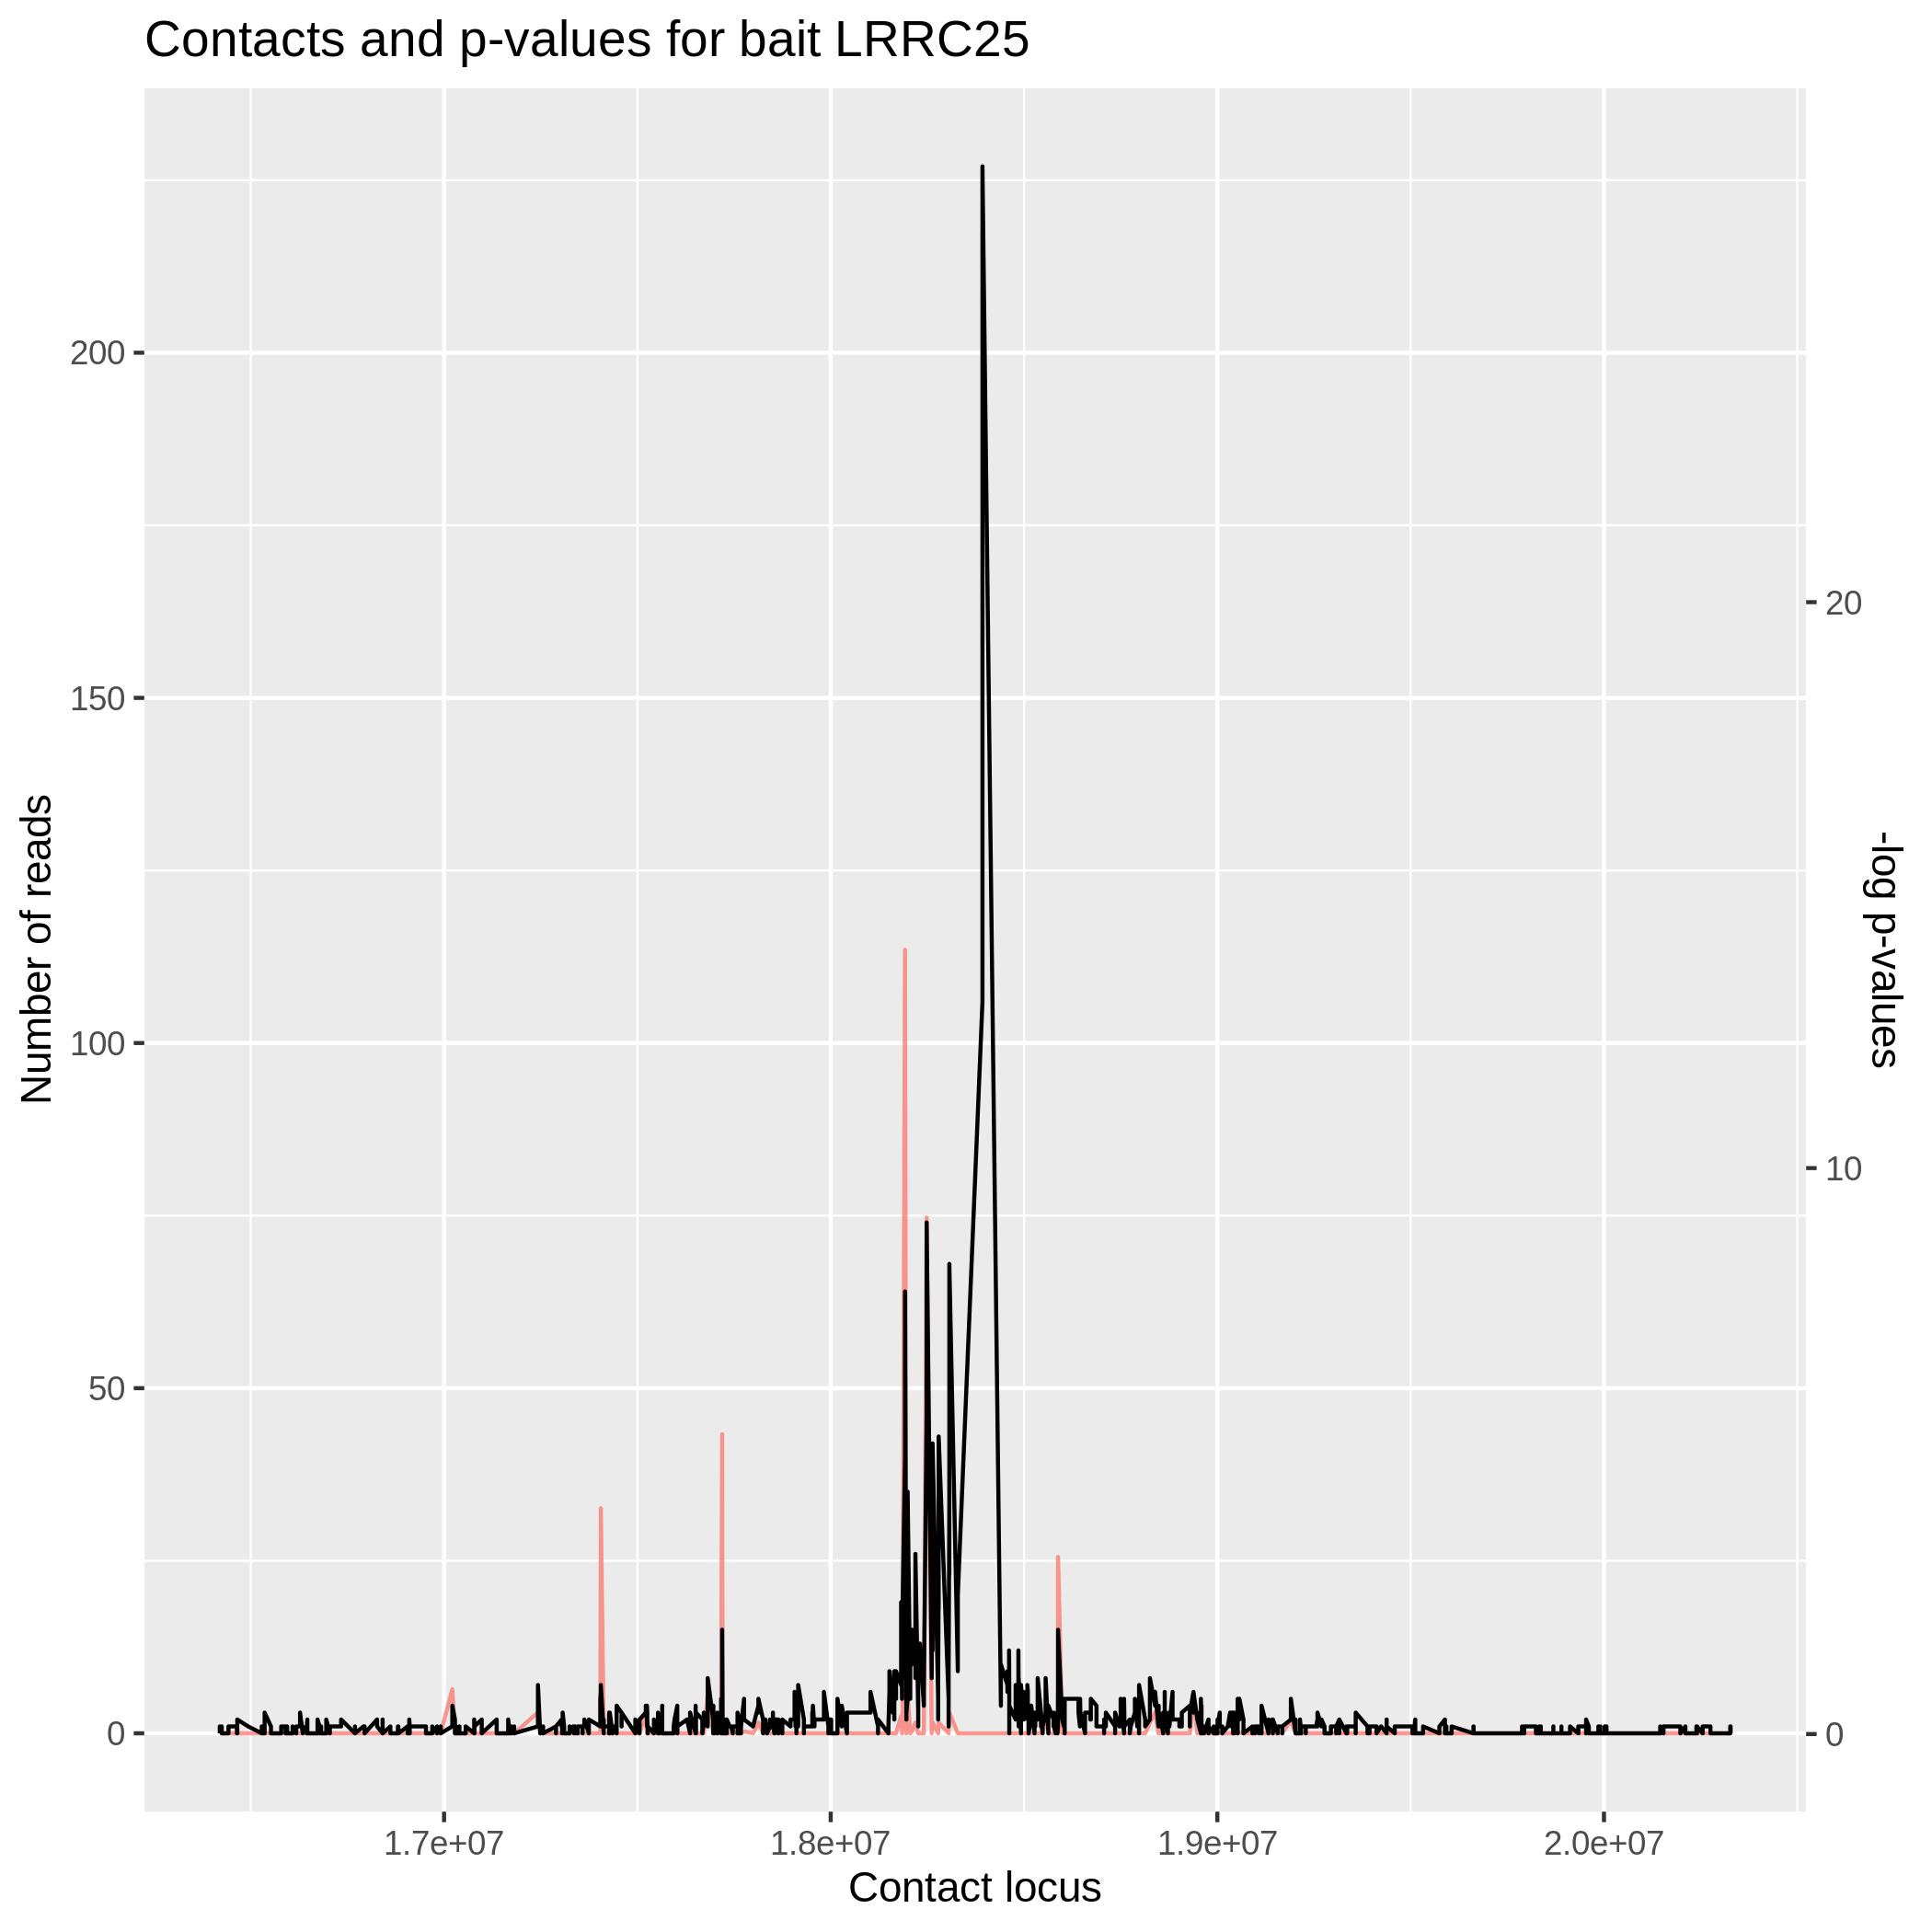 Contacts and p-values for bait LRRC25
200
150
100
50
0
Number of reads
20
10
0
-log p-values
1.7e+07 1.8e+07 1.9e+07 2.0e+07
Contact locus